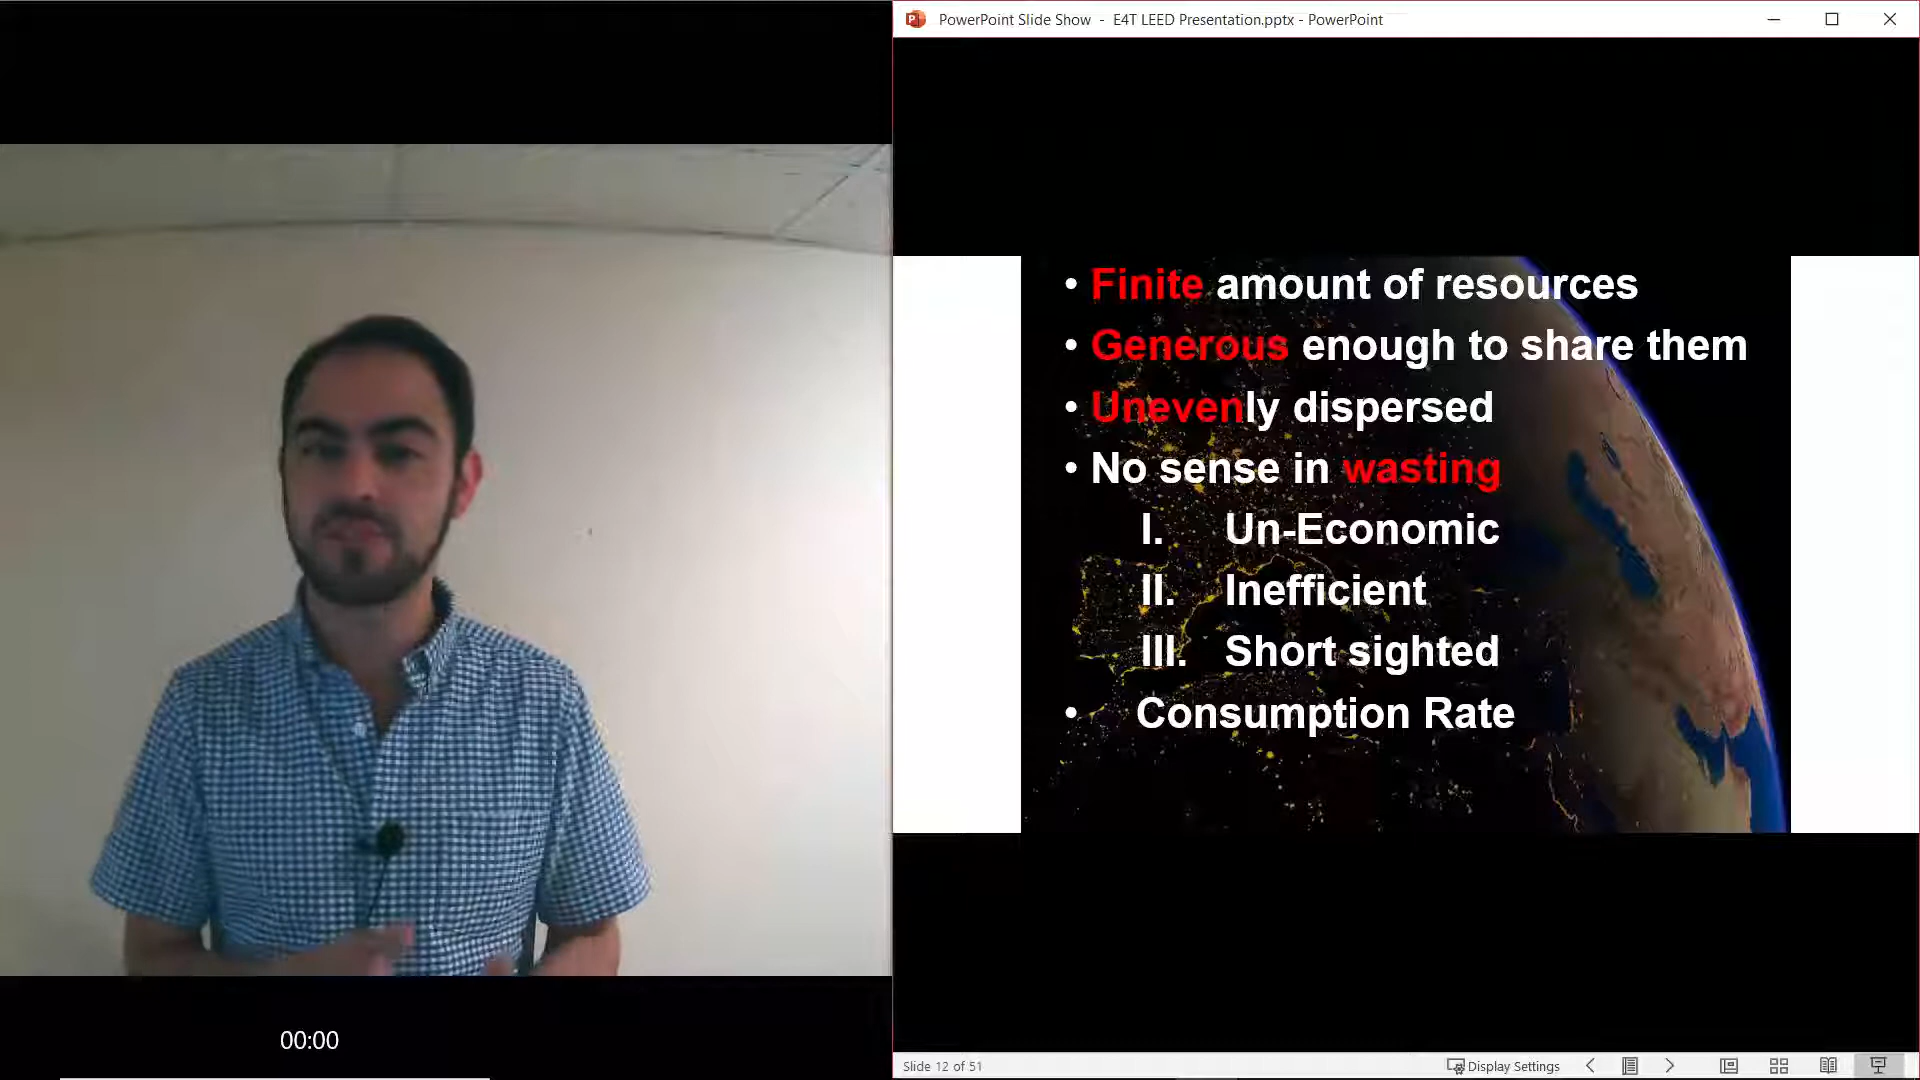 PowerPoint Slide Show - E4T LEED Presentation.pptx - PowerPoint
• Finite amount of resources
• Generous enough to share them
• Unevenly dispersed
• No sense in wasting
I. Un-Economic
II. Inefficient
III. Short sighted
• Consumption Rate
00:00
Slide 12 of 51
Display Settings